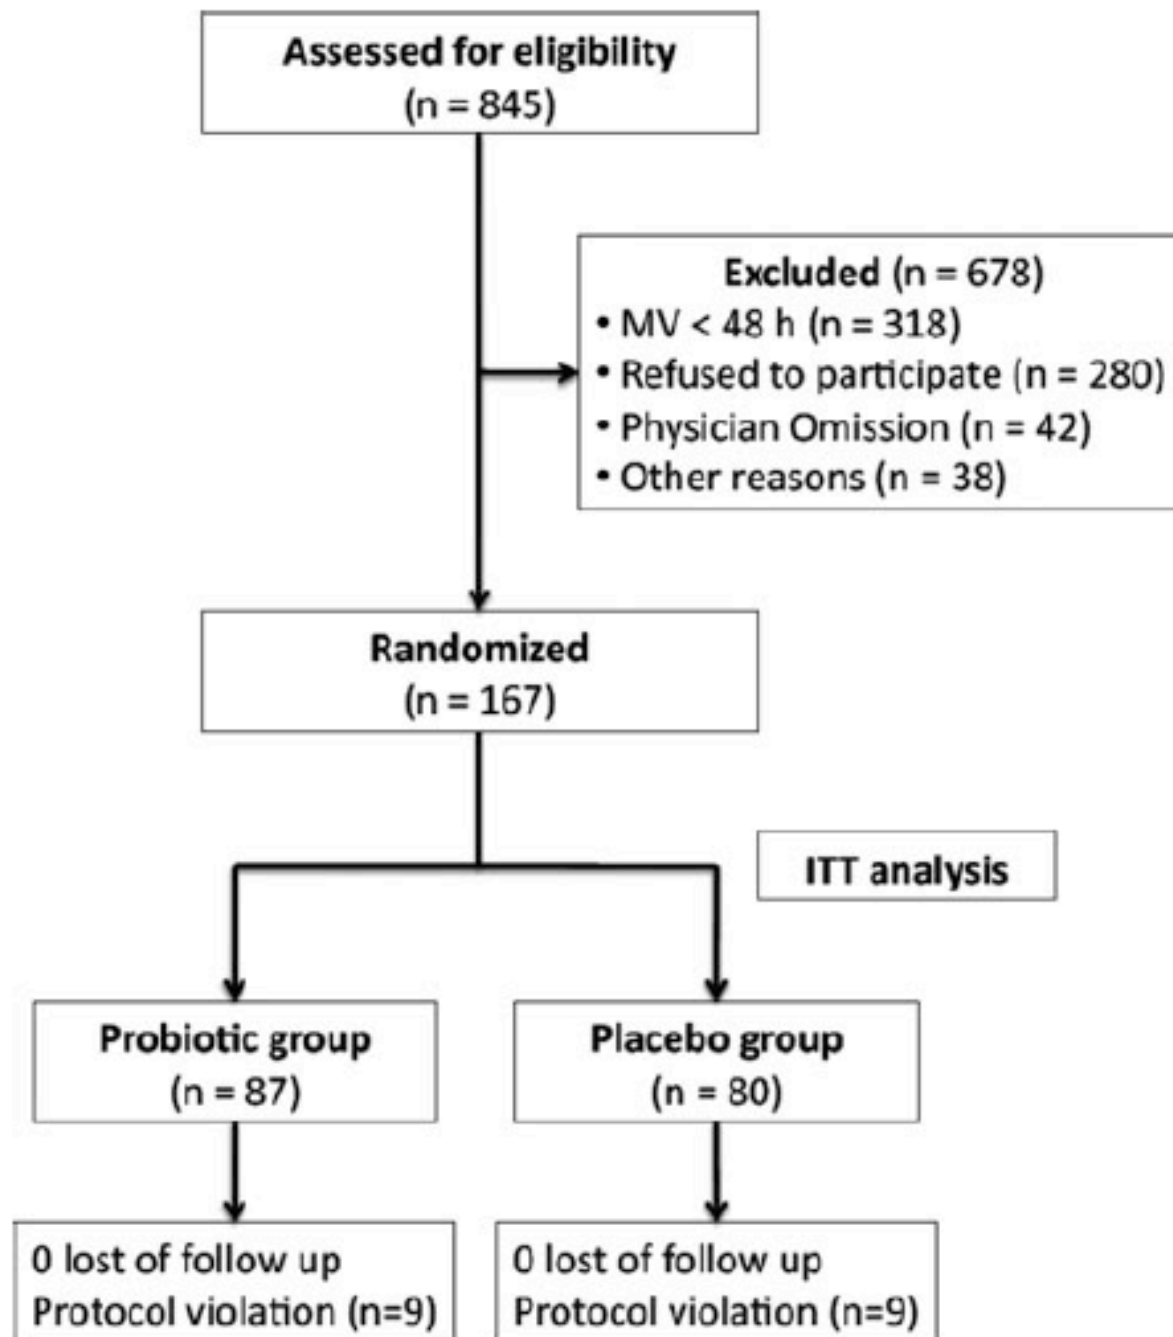 Assessed for eligibility
(n = 845)
Excluded (n = 678)
• MV < 48 h (n = 318)
• Refused to participate (n = 280)
• Physician Omission (n = 42)
• Other reasons (n = 38)
Randomized
(n = 167)
ITT analysis
Probiotic group
(n = 87)
Placebo group
(n = 80)
0 lost of follow up
Protocol violation (n=9)
0 lost of follow up
Protocol violation (n=9)